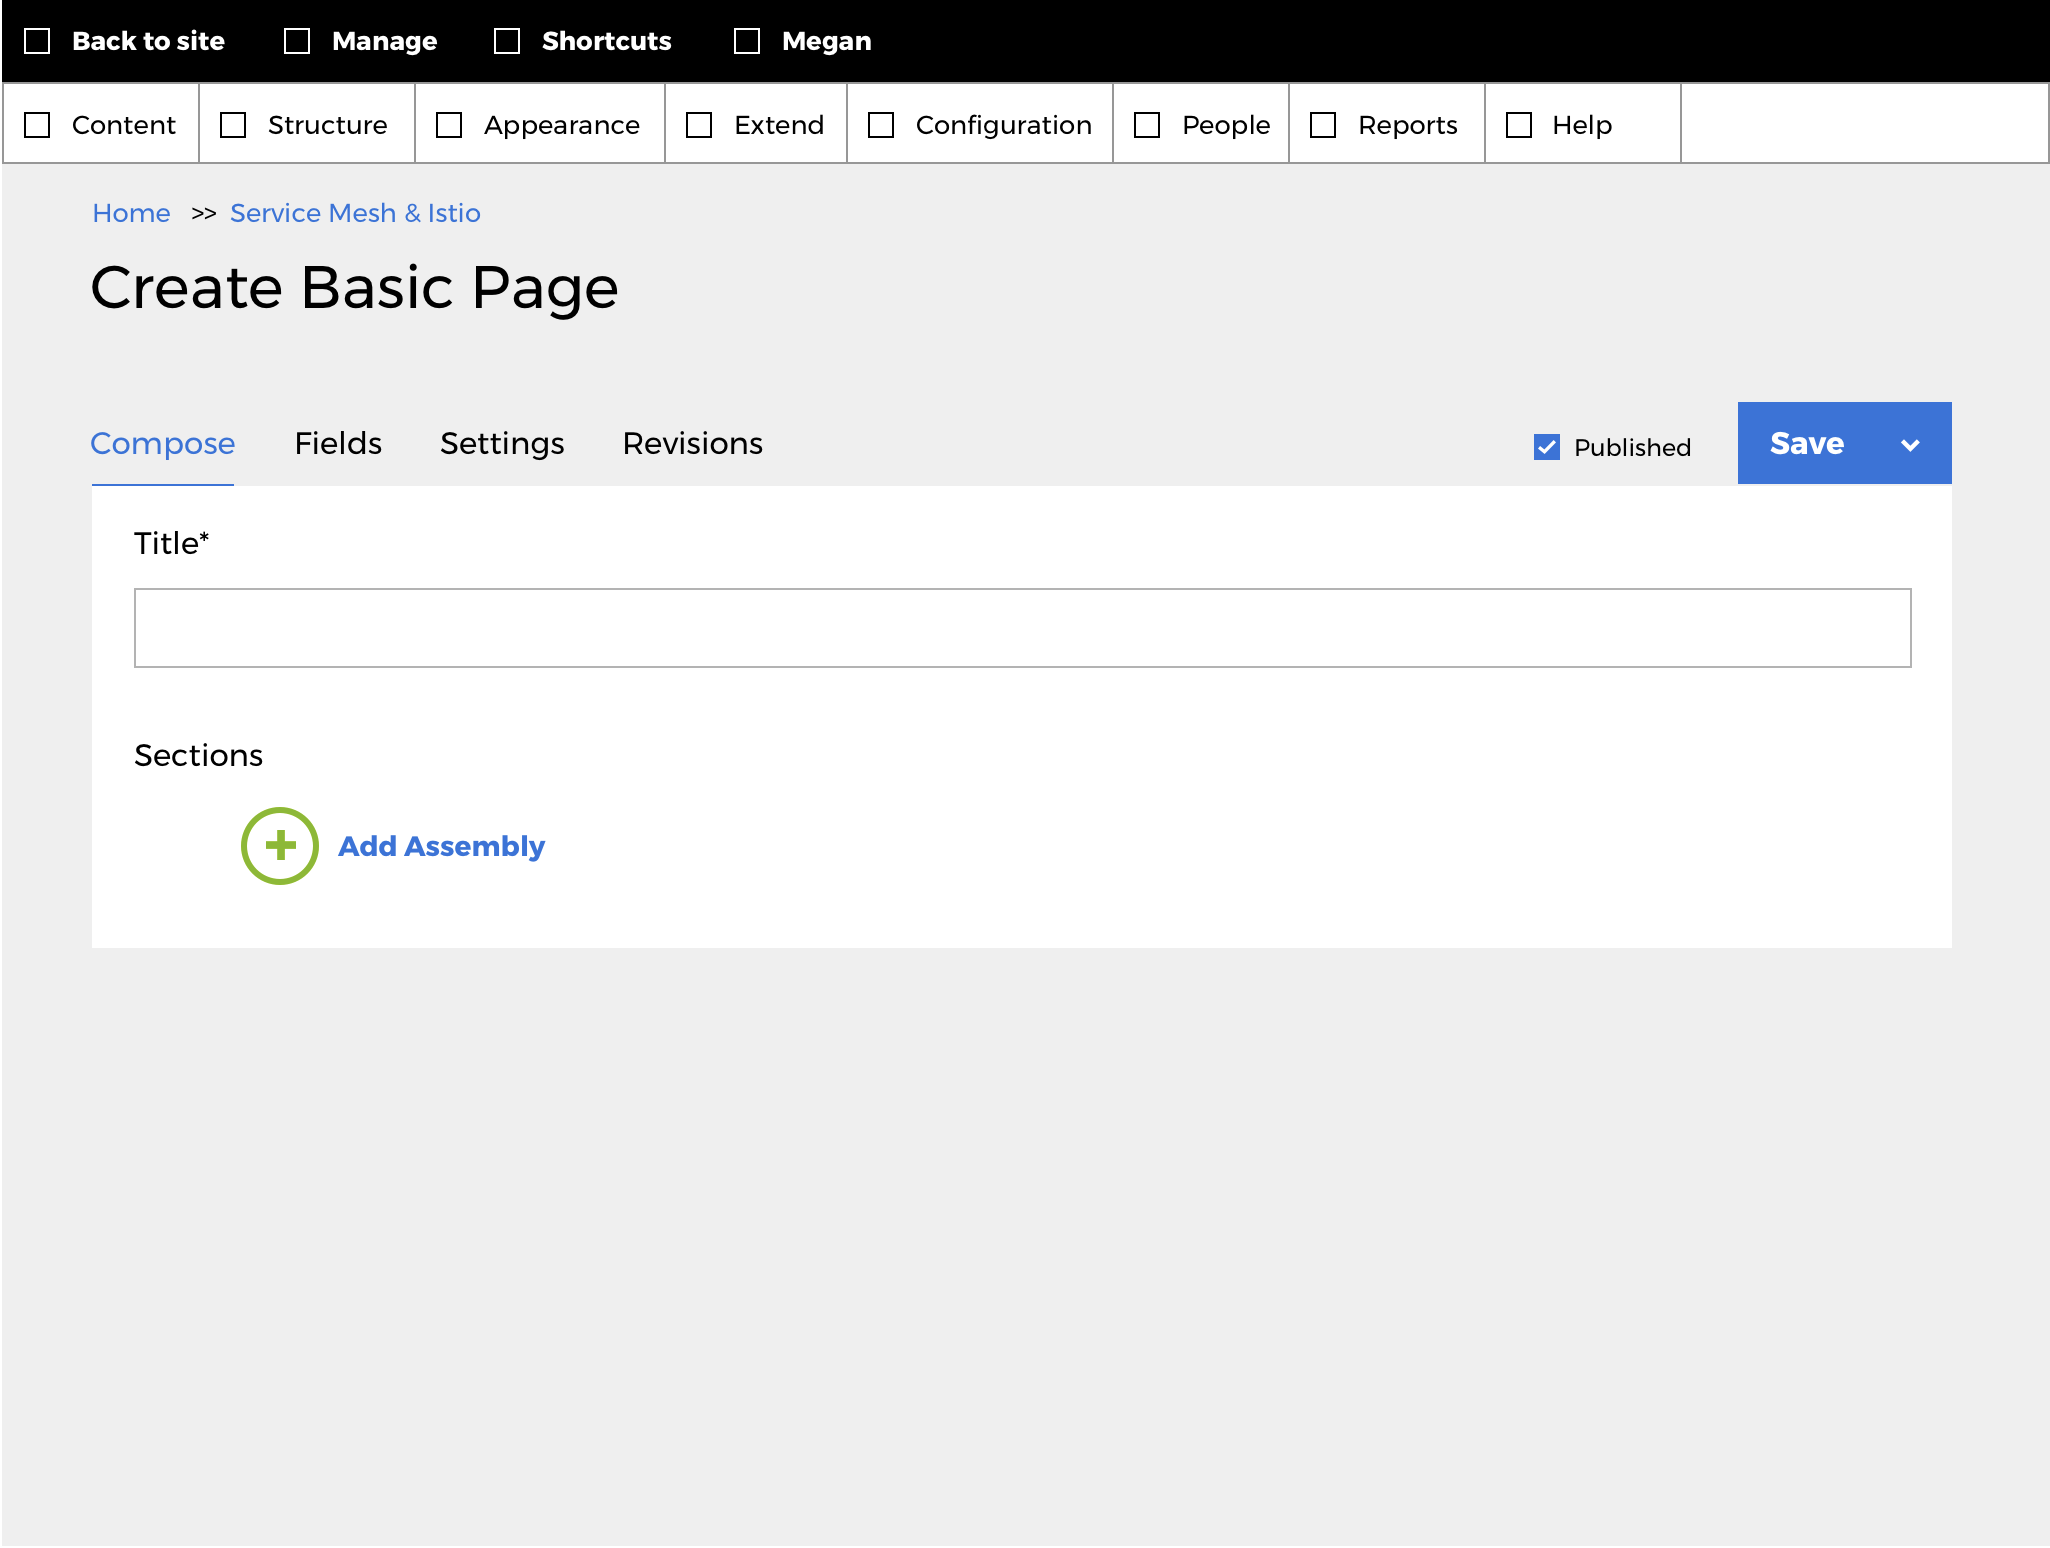 Back to site Manage Shortcuts Megan
Content Structure Appearance Extend Configuration People Reports Help
Home >> Service Mesh & Istio
Create Basic Page
Compose Fields Settings Revisions Published Save
Title*
Sections
Add Assembly